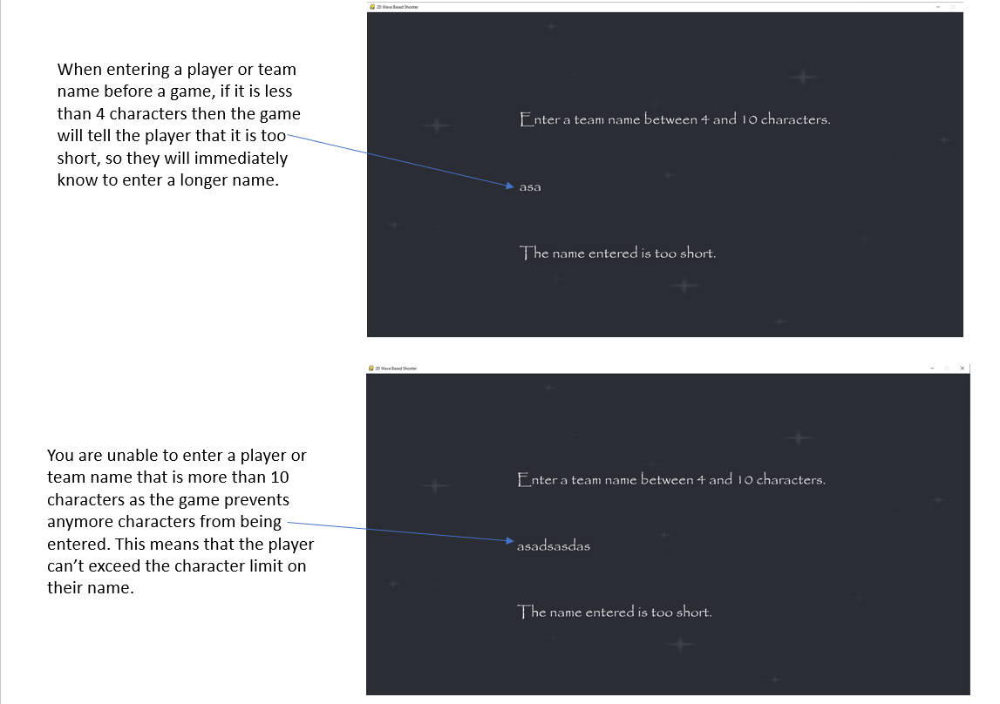 2D Wave Based Shooter
When entering a player or team
name before a game, if it is less
than 4 characters then the game
will tell the player that it is too
short, so they will immediately
know to enter a longer name.
Enter a team name between 4 and 10 characters.
asa
The name entered is too short.
2D Wave Based Shooter
You are unable to enter a player or
team name that is more than 10
characters as the game prevents
anymore characters from being
entered. This means that the player
can’t exceed the character limit on
their name.
Enter a team name between 4 and 10 characters.
asadsasdas
The name entered is too short.